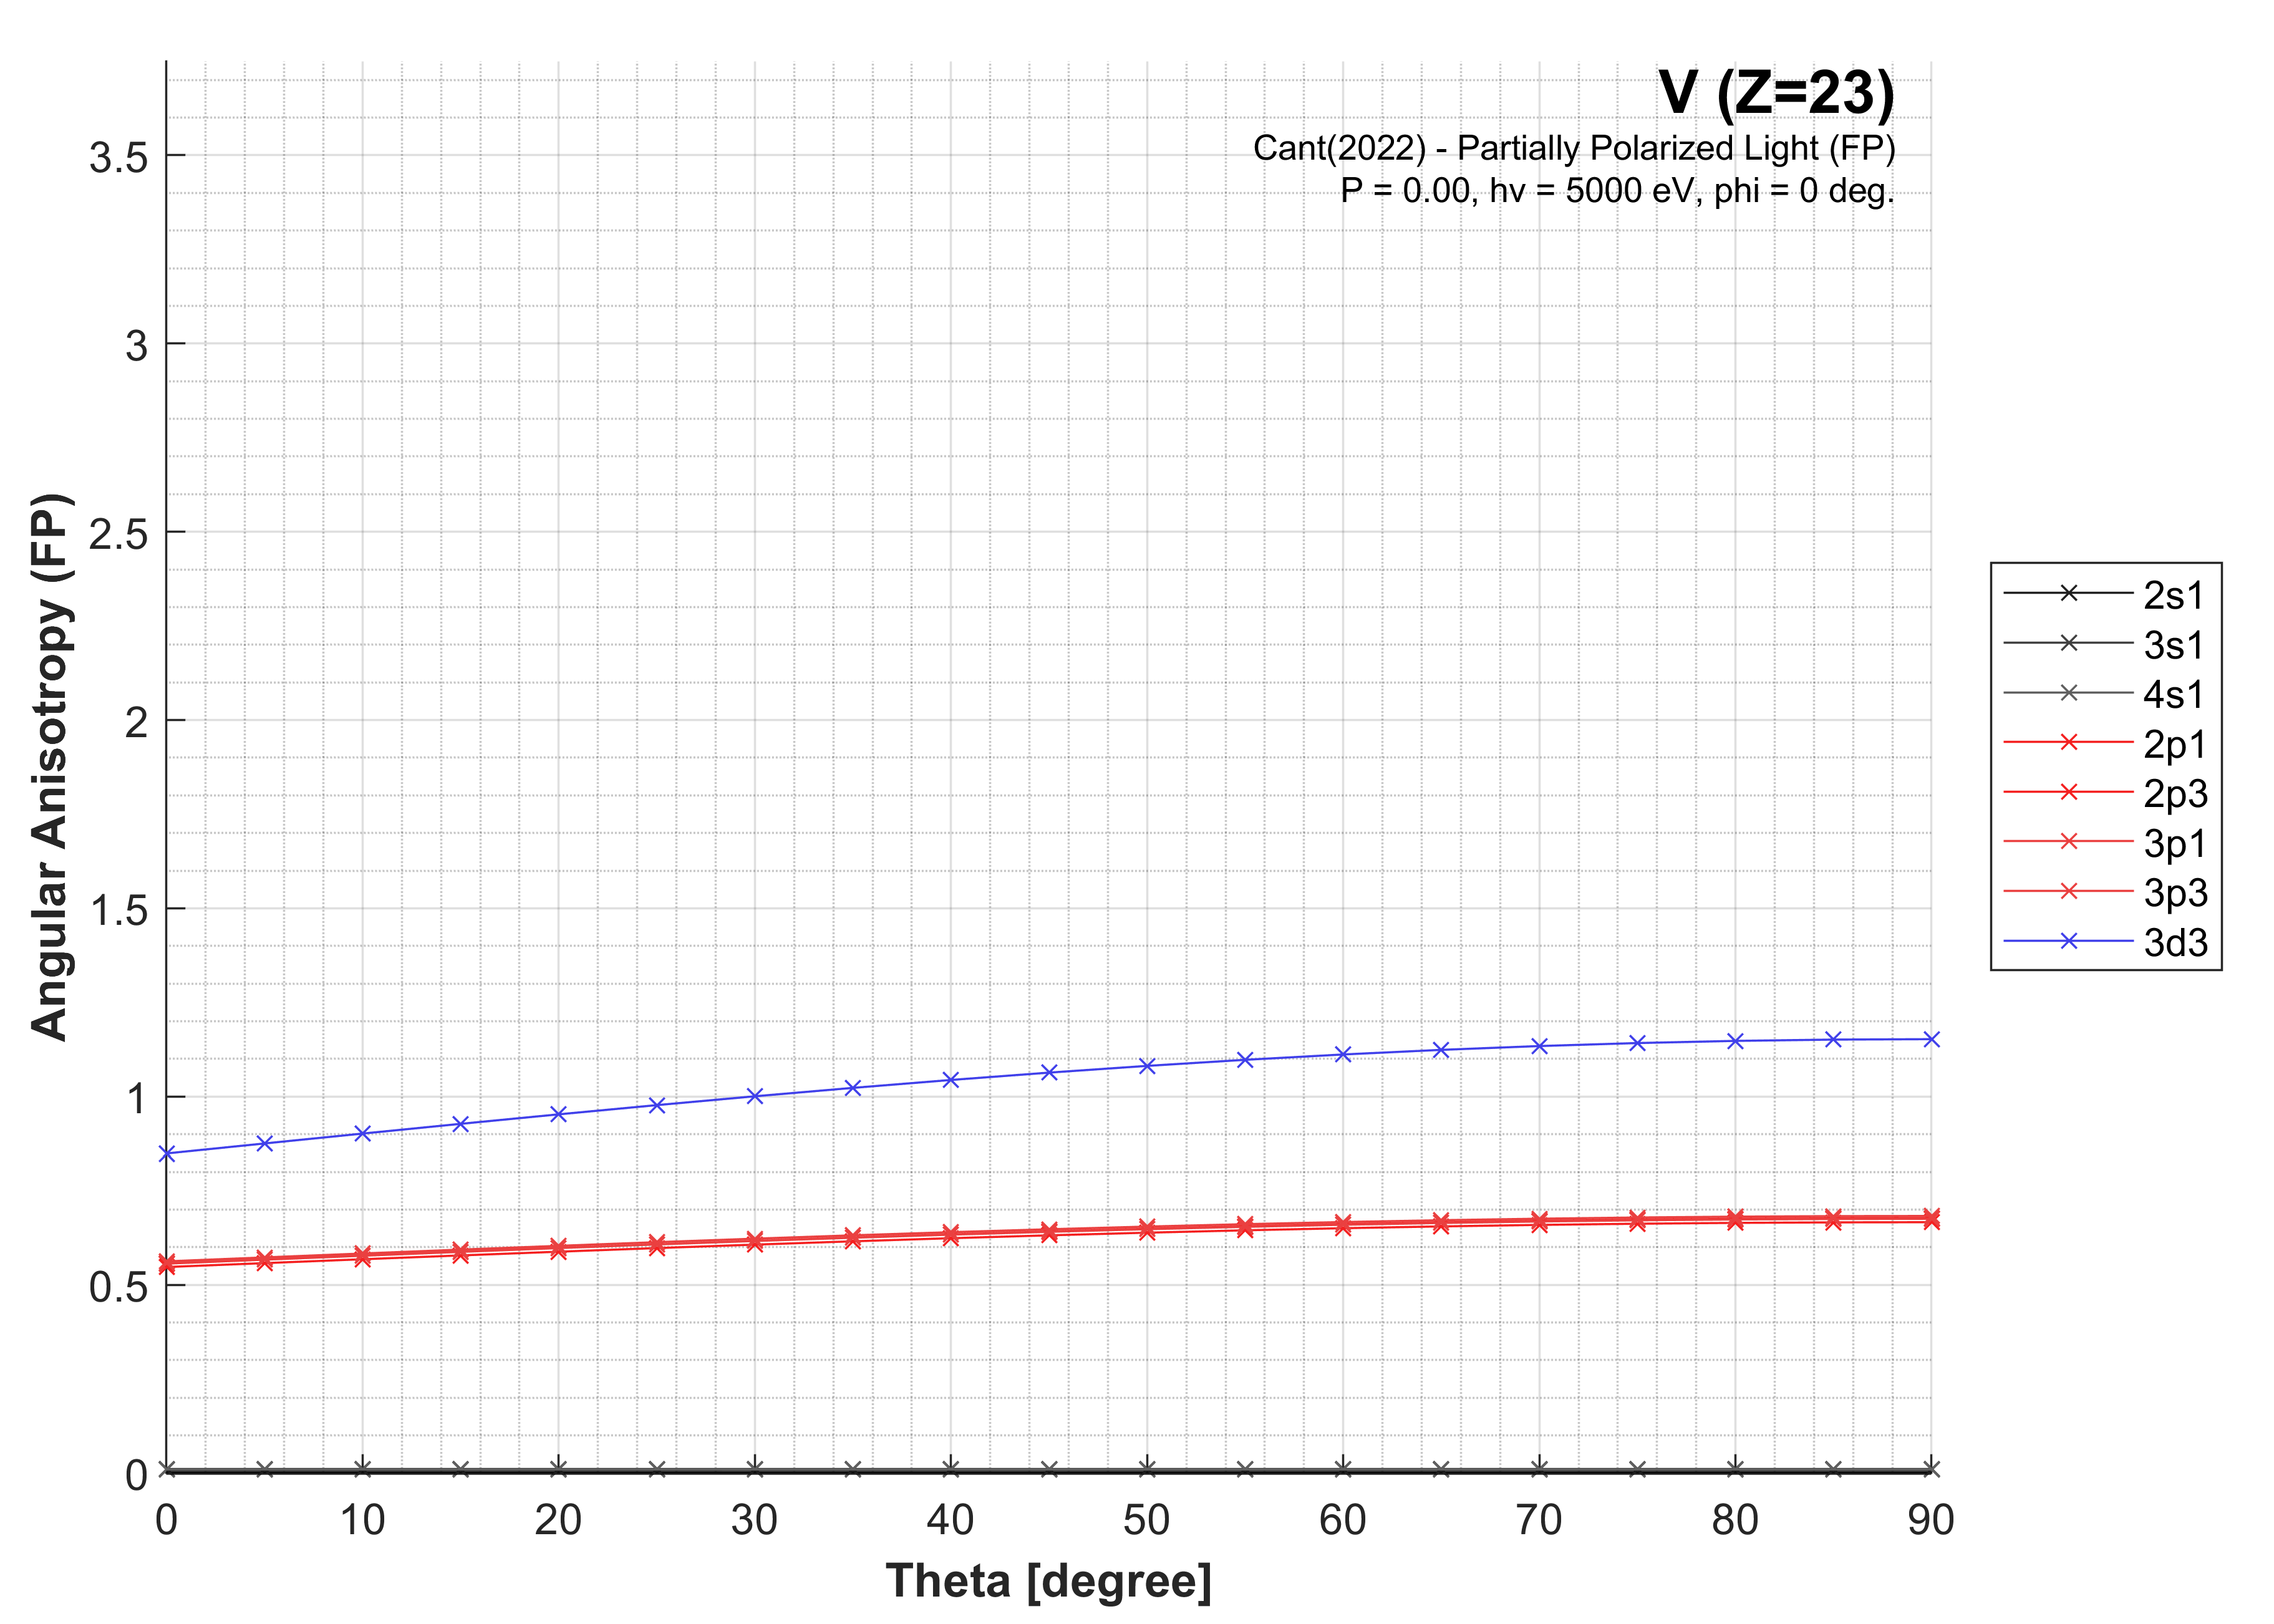 V (Z=23)
Cant(2022) - Partially Polarized Light (FP)
P = 0.00, hv = 5000 eV, phi = 0 deg.
3.5
3
2.5
2
1.5
1
0.5
0
Angular Anisotropy (FP)
0 10 20 30 40 50 60 70 80 90
Theta [degree]
2s1
3s1
4s1
2p1
2p3
3p1
3p3
3d3